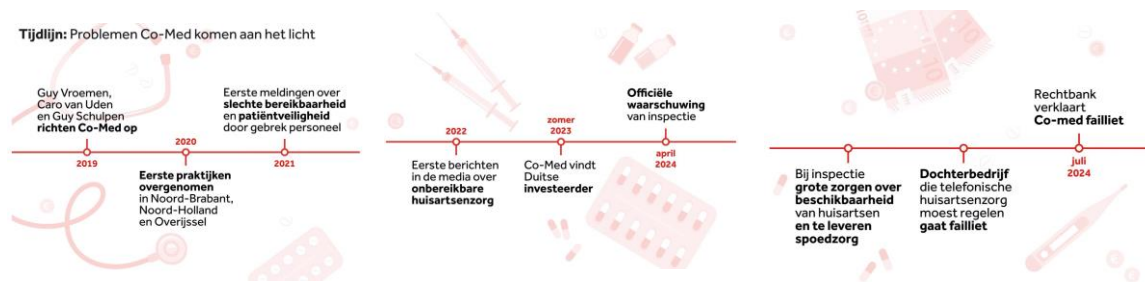 Tijdlijn: Problemen Co-Med komen aan het licht
Guy Vroemen,
Caro van Uden
en Guy Schulpen
richten Co-Med op
2019
2020
Eerste praktijken
overgenomen
in Noord-Brabant,
Noord-Holland
en Overijssel
Eerste meldingen over
slechte bereikbaarheid
en patiëntveiligheid
door gebrek personeel
2021
2022
Eerste berichten
in de media over
onbereikbare
huisartsenzorg
zomer
2023
Co-Med vindt
Duitse
investeerder
Officiële
waarschuwing
van inspectie
april
2024
Bij inspectie
grote zorgen over
beschikbaarheid
van huisartsen
en te leveren
spoedzorg
Dochterbedrijf
die telefonische
huisartsenzorg
moest regelen
gaat failliet
Rechtbank
verklaart
Co-med failliet
juli
2024
10
10